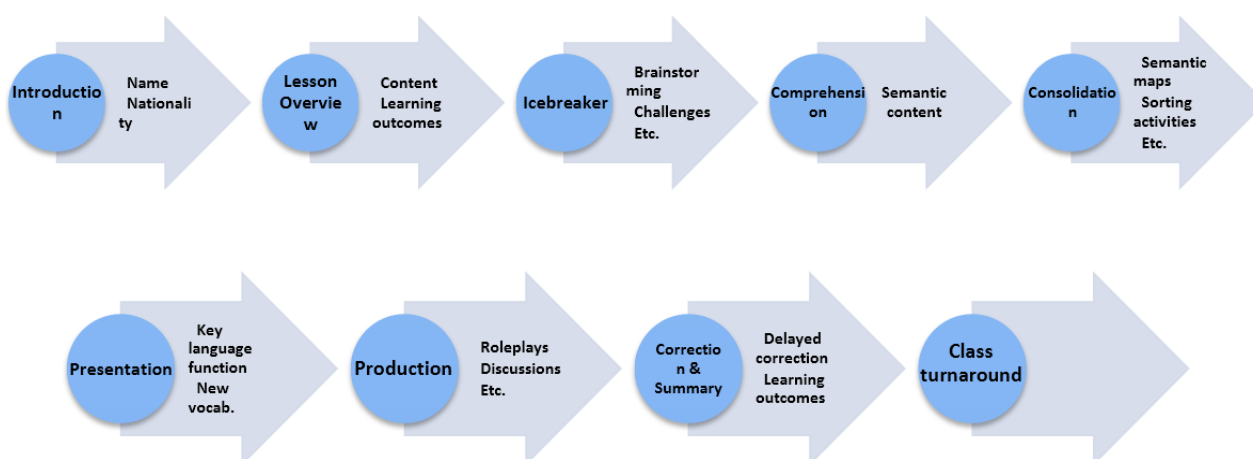 Introductio
n
Name
Nationali
ty
Lesson
Overvie
w
Content
Learning
outcomes
Icebreaker
Brainstor
ming
Challenges
Etc.
Comprehensi
on
Semantic
content
Consolidatio
n
Semantic
maps
Sorting
activities
Etc.
Presentation
Key
language
function
New
vocab.
Production
Roleplays
Discussions
Etc.
Correctio
n &
Summary
Delayed
correction
Learning
outcomes
Class
turnaround